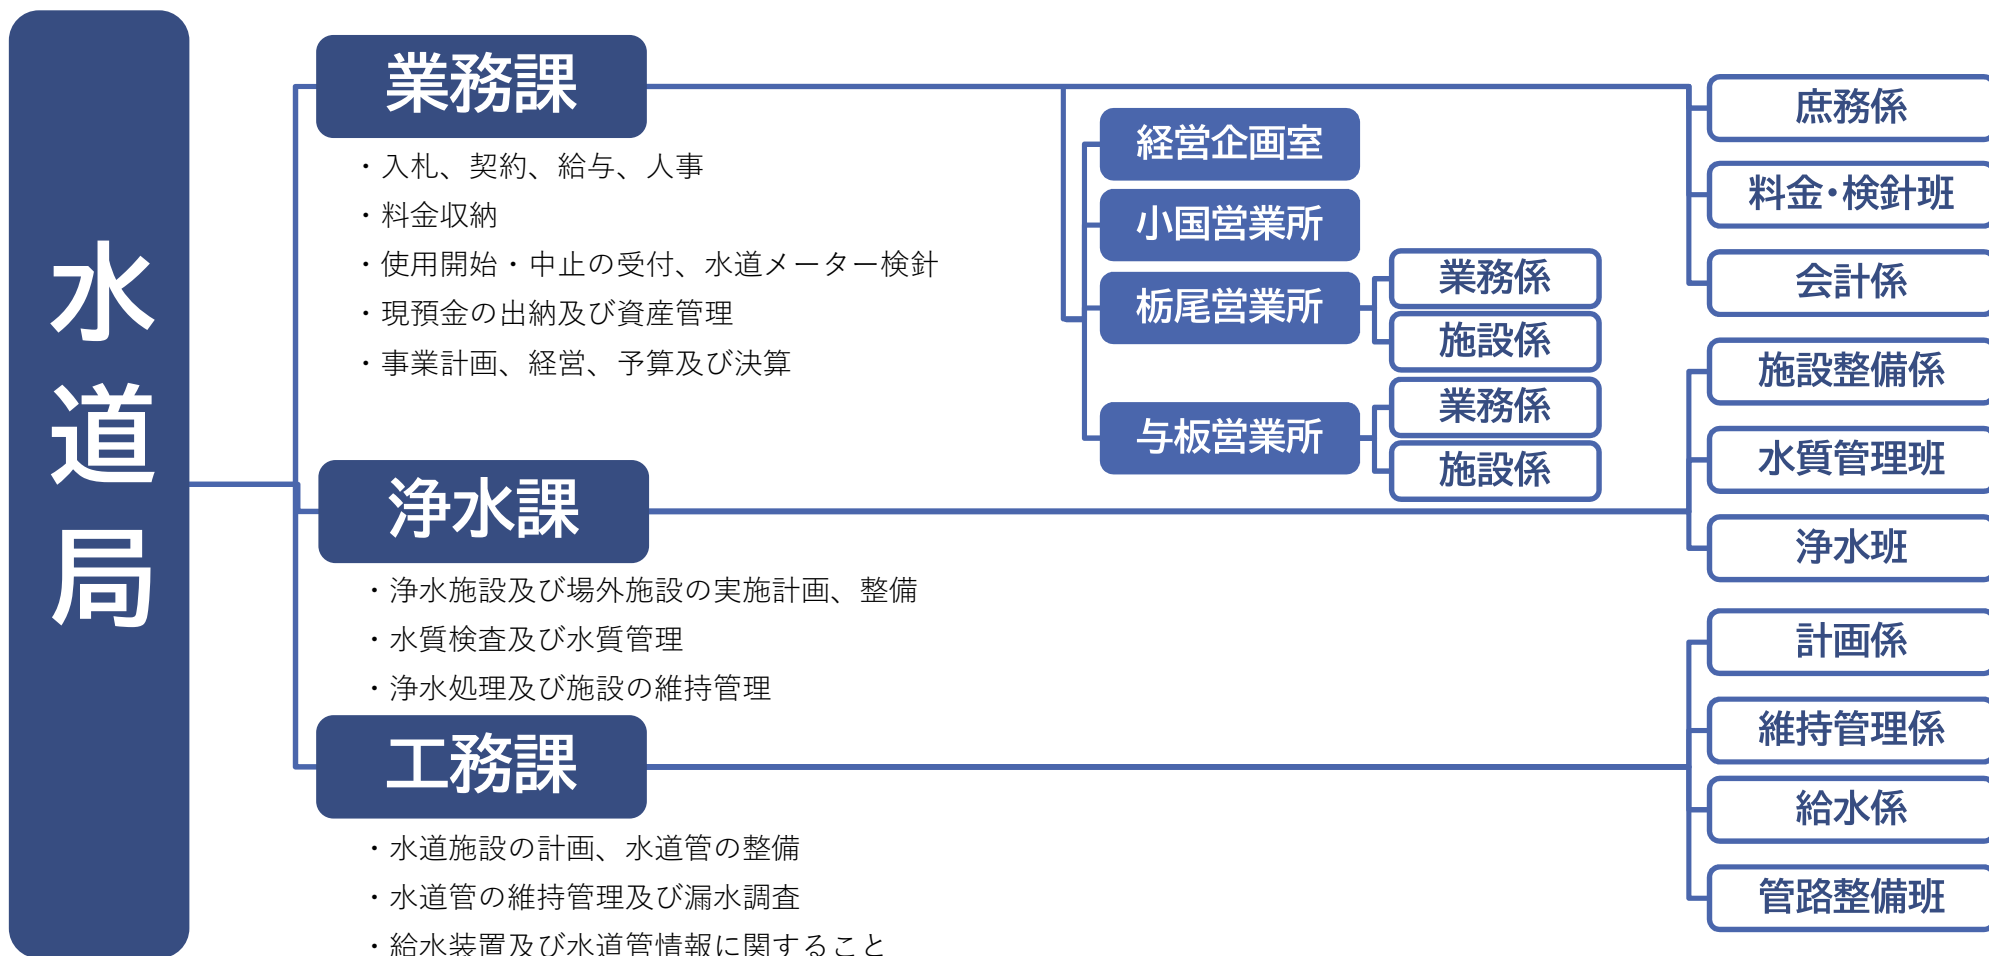 水道局
業務課
・入札、契約、給与、人事
・料金収納
・使用開始・中止の受付、水道メーター検針
・現預金の出納及び資産管理
・事業計画、経営、予算及び決算
経営企画室
小国営業所
栃尾営業所
業務係
施設係
与板営業所
業務係
施設係
庶務係
料金・検針班
会計係
浄水課
・浄水施設及び場外施設の実施計画、整備
・水質検査及び水質管理
・浄水処理及び施設の維持管理
施設整備係
水質管理班
浄水班
工務課
・水道施設の計画、水道管の整備
・水道管の維持管理及び漏水調査
・給水装置及び水道管情報に関すること
計画係
維持管理係
給水係
管路整備班